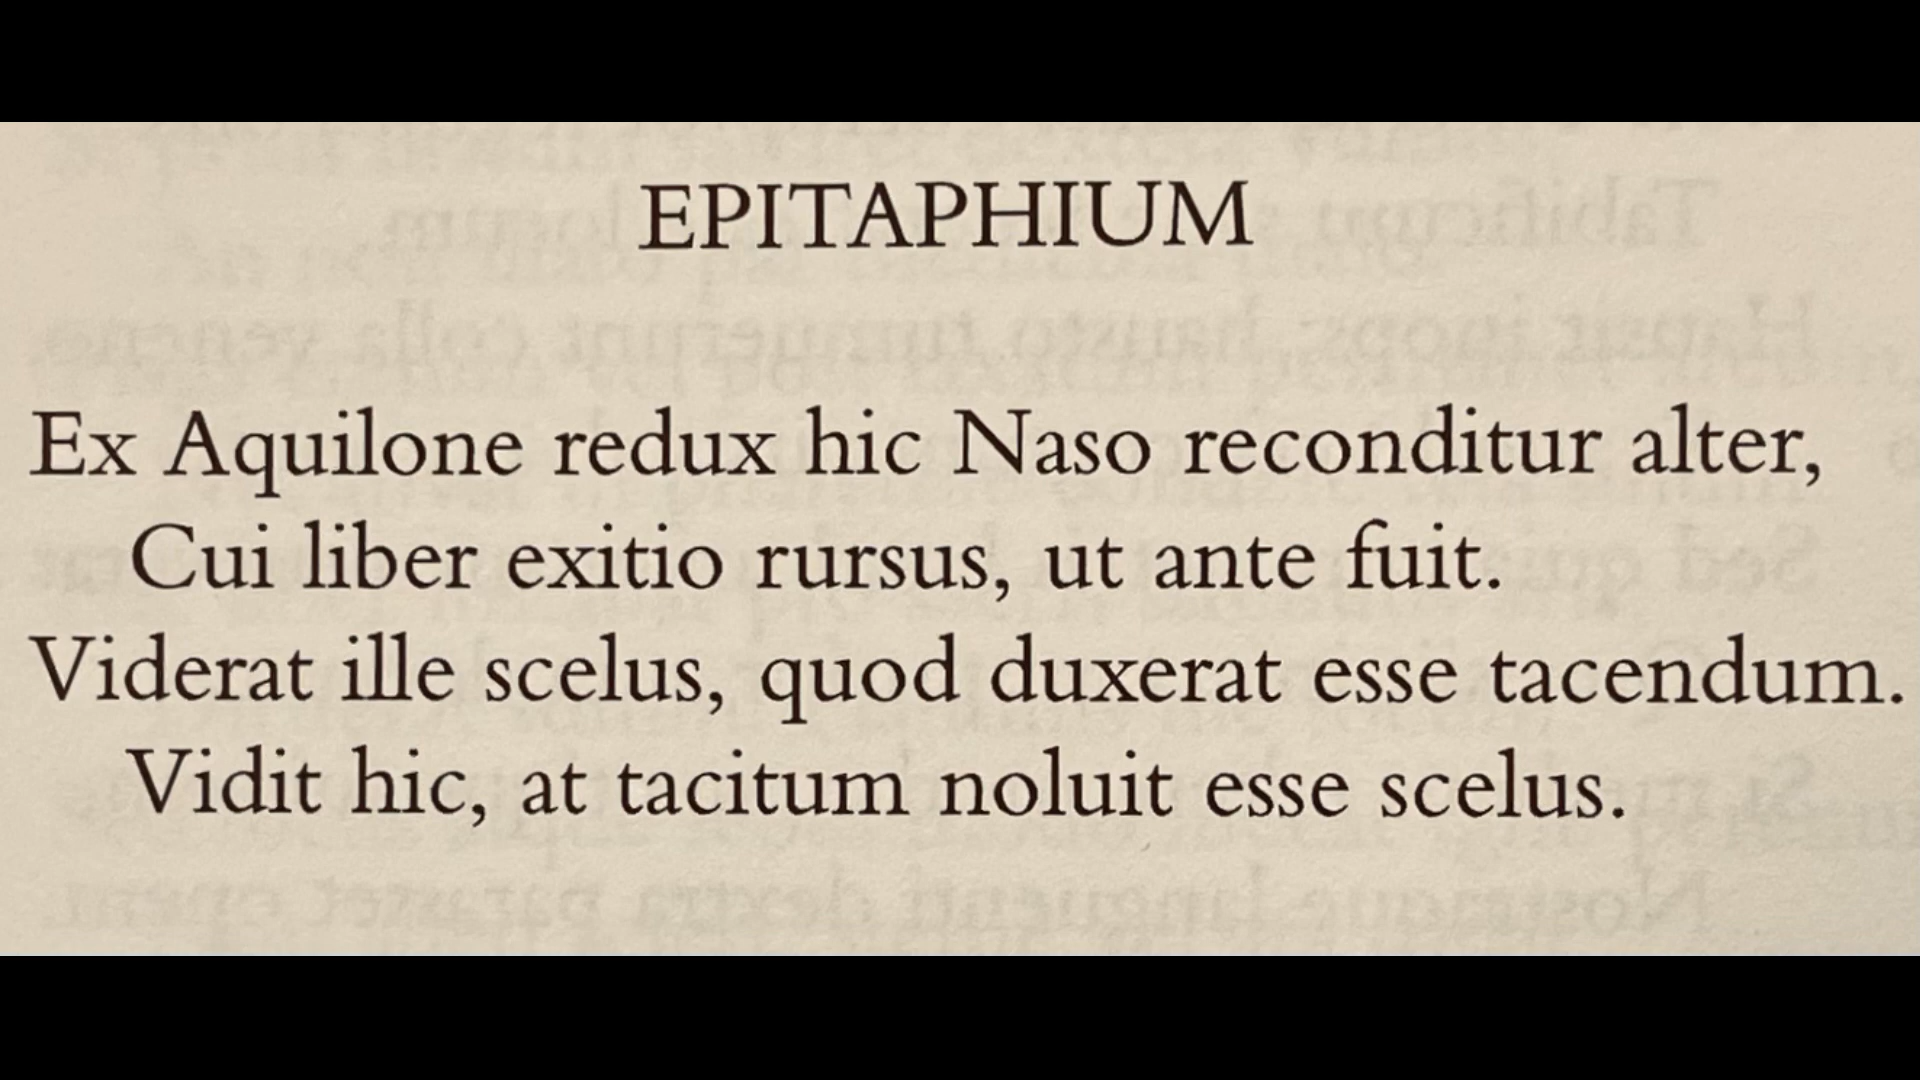 EPITAPHIUM
Ex Aquilone redux hic Naso reconditur alter,
Cui liber exitio rursus, ut ante fuit.
Viderat ille scelus, quod duxerat esse tacendum.
Vidit hic, at tacitum noluit esse scelus.